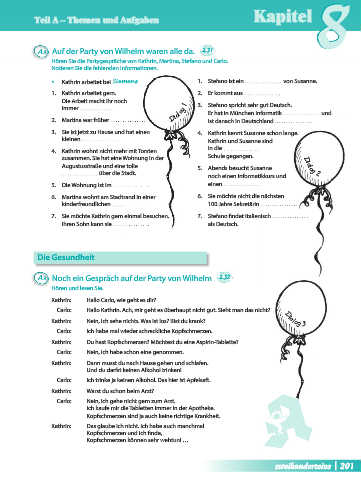 Teil A – Themen und Aufgaben
Kapitel 8
A5 Auf der Party von Wilhelm waren alle da. 2.31
Hören Sie die Partygespräche von Kathrin, Martina, Stefano und Carlo.
Notieren Sie die fehlenden Informationen.
• Kathrin arbeitet bei Siemens
1. Kathrin arbeitet gern.
Die Arbeit macht ihr noch
immer ..............
2. Martina war früher ..............
3. Sie ist jetzt zu Hause und hat einen
kleinen ..............
4. Kathrin wohnt nicht mehr mit Torsten
zusammen. Sie hat eine Wohnung in der
Augustusstraße und eine tolle
.............. über die Stadt.
5. Die Wohnung ist im ..............
6. Martina wohnt am Stadtrand in einer
kinderfreundlichen ..............
7. Sie möchte Kathrin gern einmal besuchen,
ihren Sohn kann sie ..............
Dialog 1
1. Stefano ist ein .............. von Susanne.
2. Er kommt aus ..............
3. Stefano spricht sehr gut Deutsch.
Er hat in München Informatik .............. und
ist danach in Deutschland ..............
4. Kathrin kennt Susanne schon lange.
Kathrin und Susanne sind
in die ..............
Schule gegangen.
5. Abends besucht Susanne
noch einen Informatikkurs und
einen ..............
6. Sie möchte nicht die nächsten
100 Jahre Sekretärin ..............
7. Stefano findet Italienisch ..............
als Deutsch.
Dialog 2
Die Gesundheit
Noch ein Gespräch auf der Party von Wilhelm 2.32
Hören und lesen Sie.
Kathrin: Hallo Carlo, wie geht es dir?
Carlo: Hallo Kathrin. Ach, mir geht es überhaupt nicht gut. Sieht man das nicht?
Kathrin: Nein, ich sehe nichts. Was ist los? Bist du krank?
Carlo: Ich habe mal wieder schreckliche Kopfschmerzen.
Kathrin: Du hast Kopfschmerzen? Möchtest du eine Aspirin-Tablette?
Carlo: Nein, ich habe schon eine genommen.
Kathrin: Dann musst du nach Hause gehen und schlafen.
Und du darfst keinen Alkohol trinken!
Carlo: Ich trinke ja keinen Alkohol. Das hier ist Apfelsaft.
Kathrin: Warst du schon beim Arzt?
Carlo: Nein, ich gehe nicht gern zum Arzt.
Ich kaufe mir die Tabletten immer in der Apotheke.
Kopfschmerzen sind ja auch keine richtige Krankheit.
Kathrin: Das glaube ich nicht. Ich habe auch manchmal
Kopfschmerzen und ich finde,
Kopfschmerzen können sehr wehtun! …
Dialog 3
zweihunderteins | 201